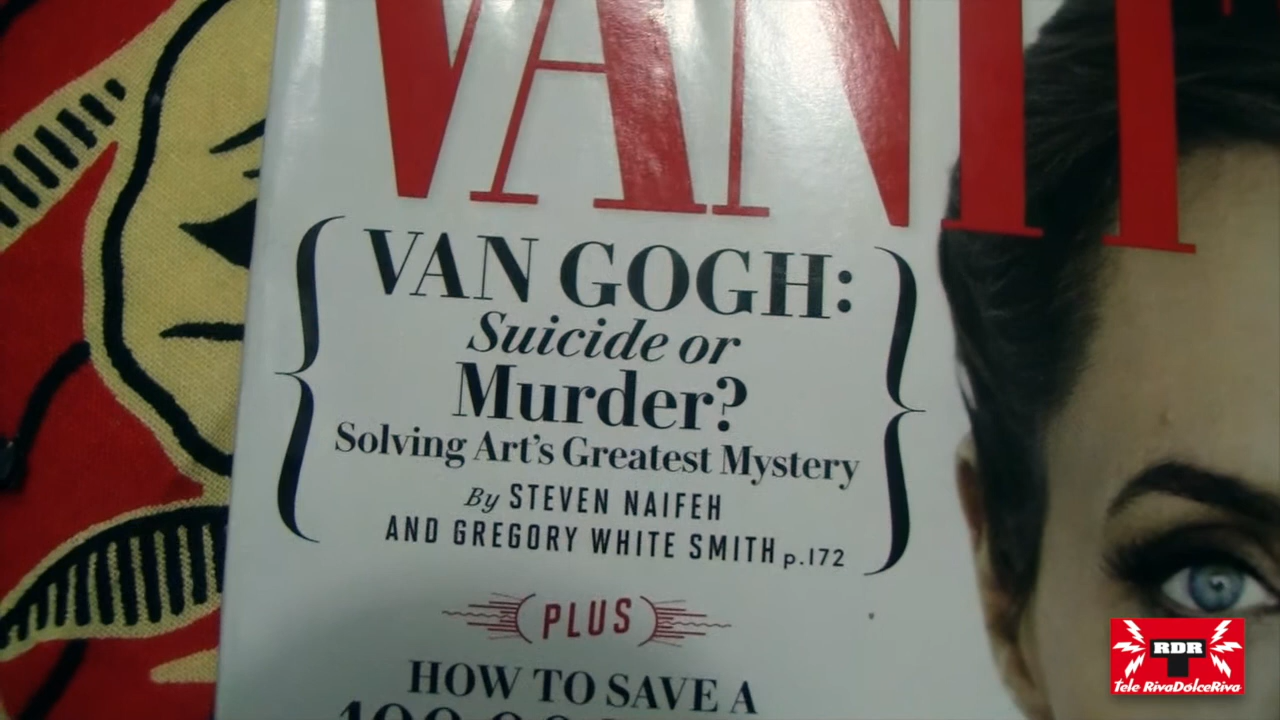 VANIT
VAN GOGH:
Suicide or
Murder?
Solving Art's Greatest Mystery
By STEVEN NAIFEH
AND GREGORY WHITE SMITH p.172
PLUS
HOW TO SAVE A
RDR
Tele RivaDolceRiva